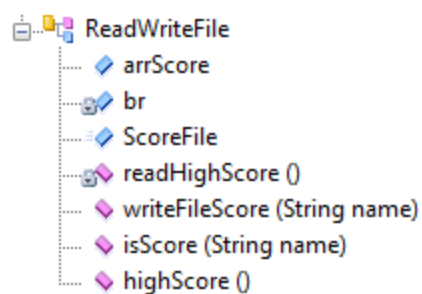 ReadWriteFile
arrScore
br
ScoreFile
readHighScore ()
writeFileScore (String name)
isScore (String name)
highScore ()